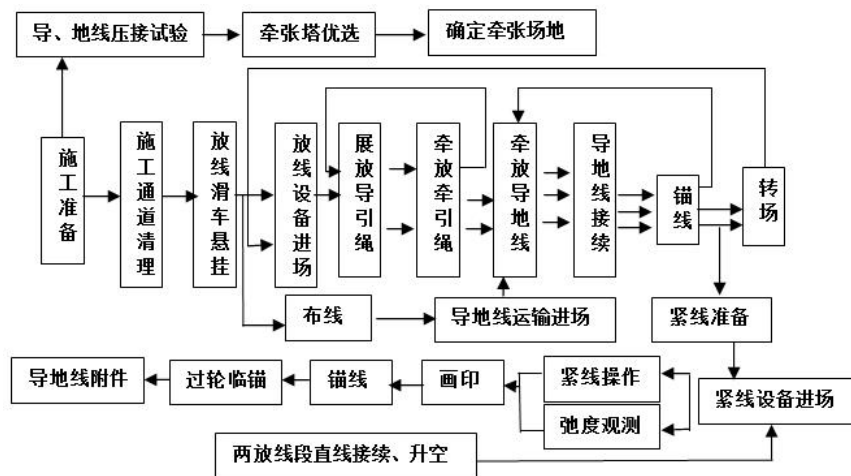 导、地线压接试验
牵张塔优选
确定牵张场地
施工准备
施工通道清理
放线滑车悬挂
放线设备进场
展放导引绳
牵放牵引绳
牵放导地线
导地线接续
锚线
转场
布线
导地线运输进场
紧线准备
导地线附件
过轮临锚
锚线
画印
紧线操作
弛度观测
紧线设备进场
两放线段直线接续、升空